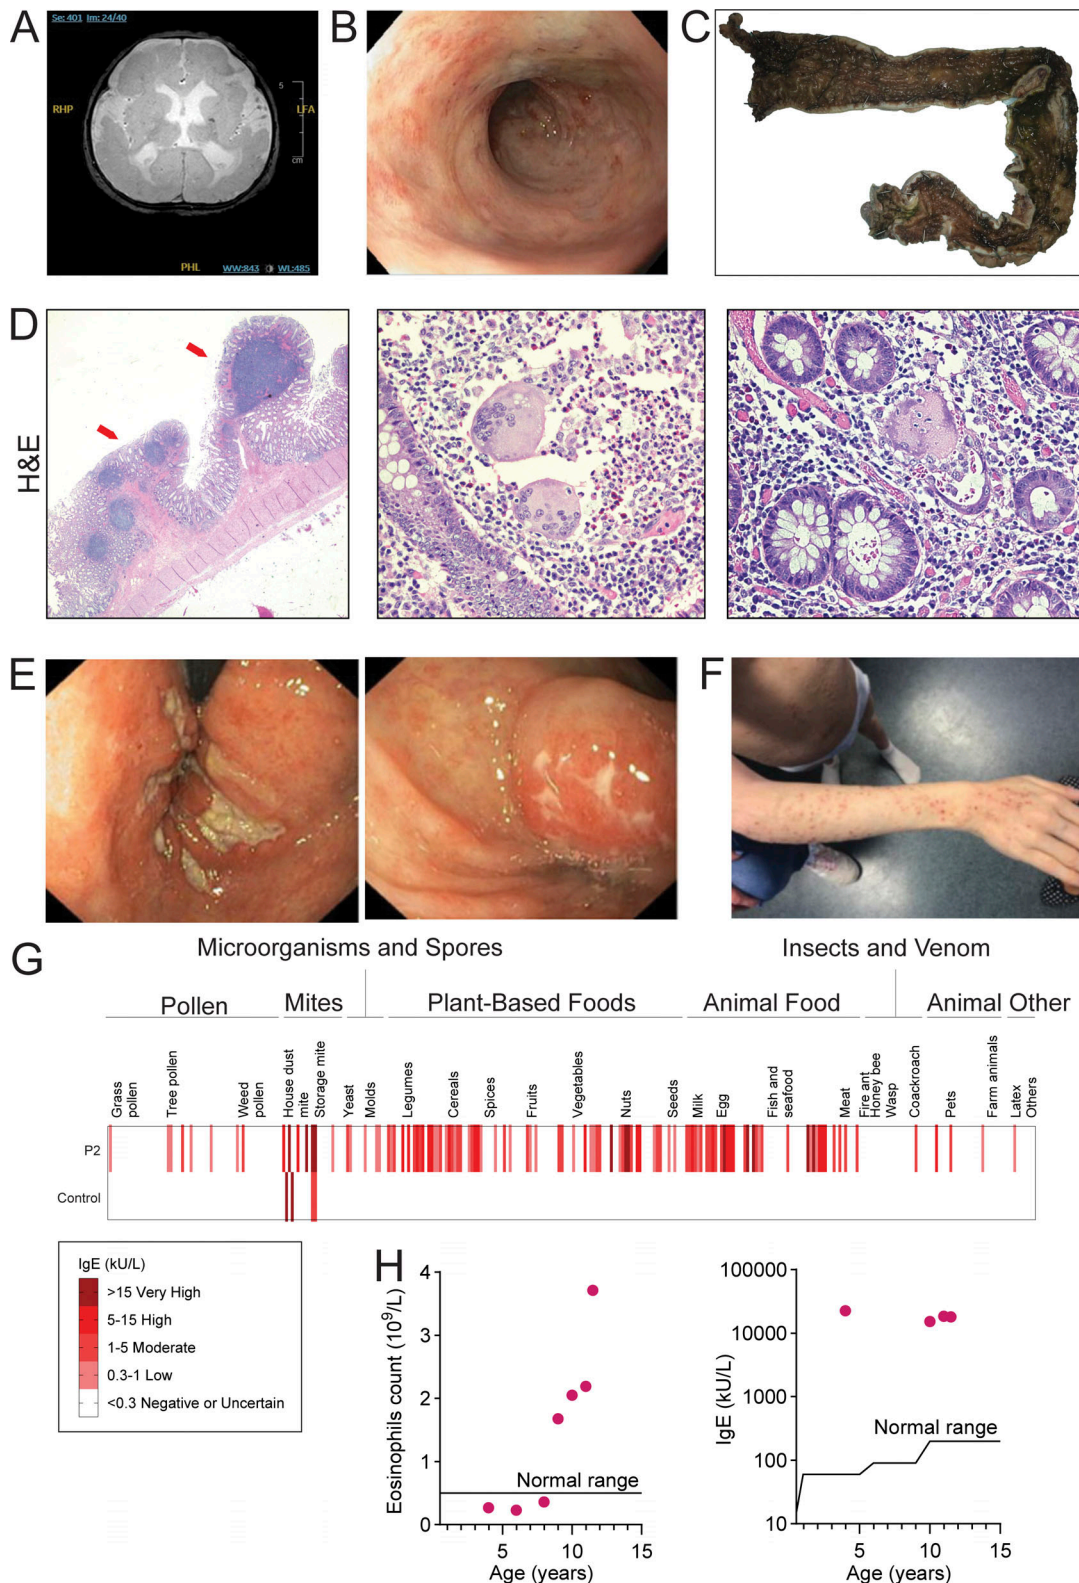 A
B
C
Se: 401 Im: 24/40
RHP
5
LFA
cm
PHL
WW:843 WL:485
D
H&E
E
F
G
Microorganisms and Spores
Insects and Venom
Pollen
Mites
Plant-Based Foods
Animal Food
Animal
Other
Grass pollen
Tree pollen
Weed pollen
House dust mite
Storage mite
Yeast
Molds
Legumes
Cereals
Spices
Fruits
Vegetables
Nuts
Seeds
Milk
Egg
Fish and seafood
Meat
Fire ant
Honey bee
Wasp
Coackroach
Pets
Farm animals
Latex
Others
P2
Control
IgE (kU/L)
>15 Very High
5-15 High
1-5 Moderate
0.3-1 Low
<0.3 Negative or Uncertain
H
Eosinophils count (10⁹/L)
4
3
2
1
0
Normal range
5
10
15
Age (years)
IgE (kU/L)
100000
10000
1000
100
10
Normal range
5
10
15
Age (years)